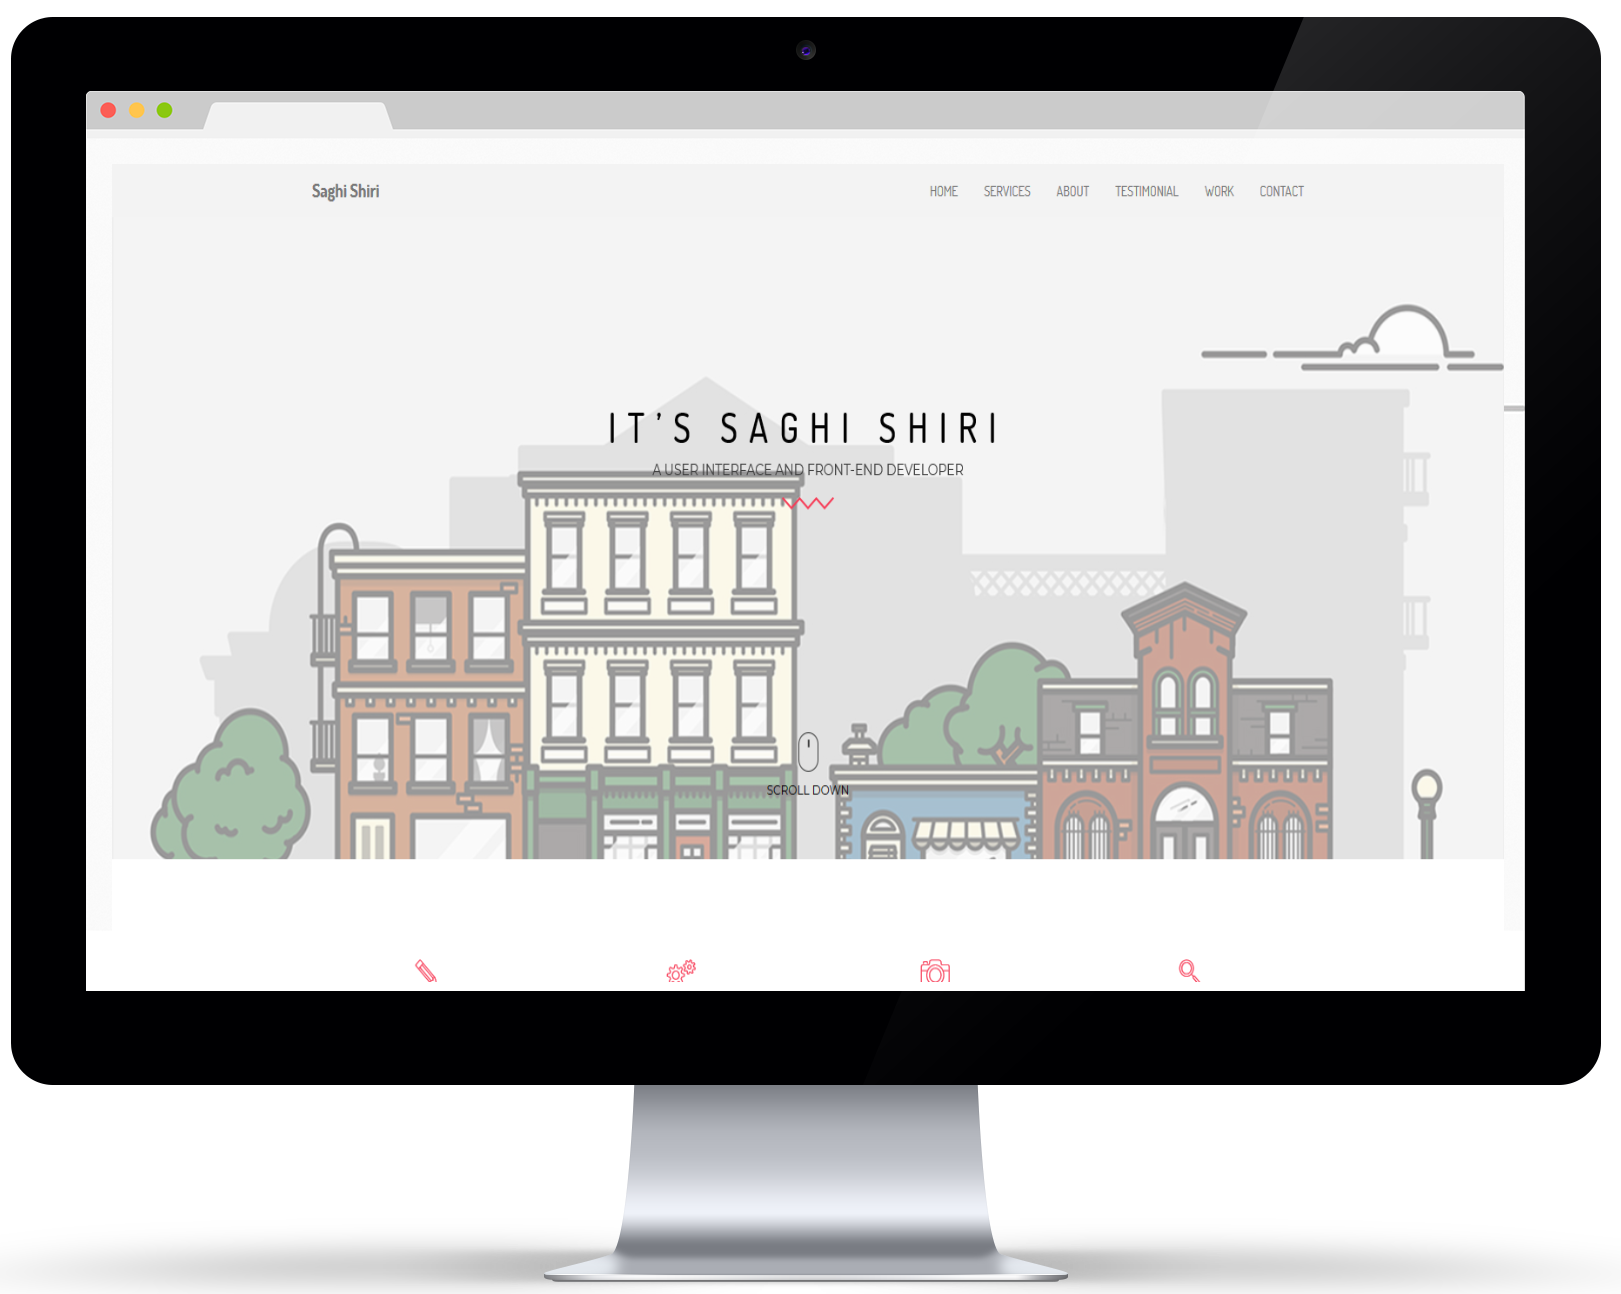 Saghi Shiri
HOME SERVICES ABOUT TESTIMONIAL WORK CONTACT
IT'S SAGHI SHIRI
A USER INTERFACE AND FRONT-END DEVELOPER
SCROLL DOWN